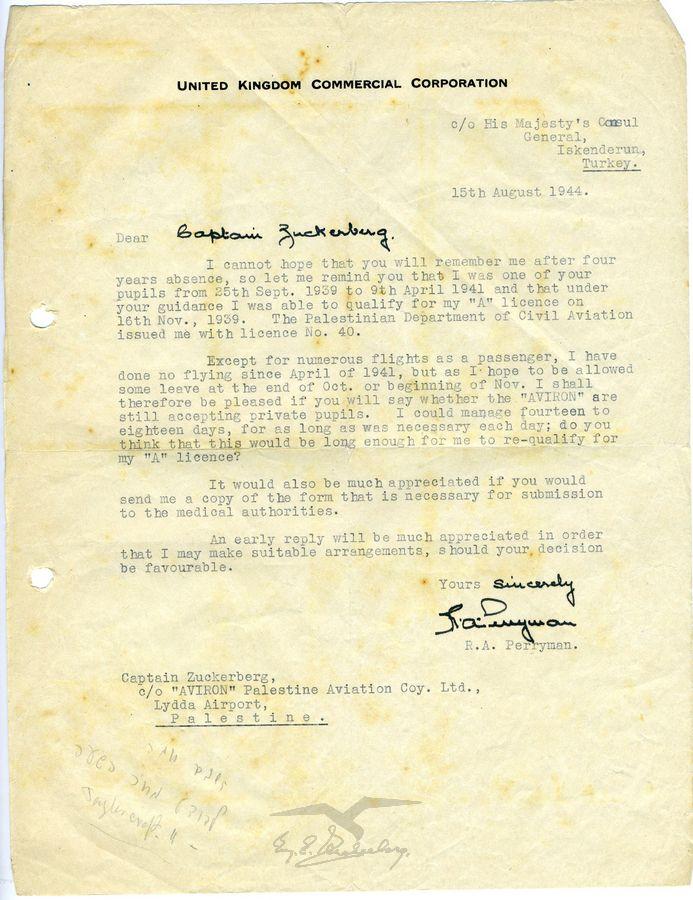 UNITED KINGDOM COMMERCIAL CORPORATION
c/o His Majesty's Consul
General,
Iskenderun,
Turkey.
15th August 1944.
Dear Captain Zuckerberg.
I cannot hope that you will remember me after four
years absence, so let me remind you that I was one of your
pupils from 25th Sept. 1939 to 9th April 1941 and that under
your guidance I was able to qualify for my "A" licence on
16th Nov., 1939. The Palestinian Department of Civil Aviation
issued me with licence No. 40.
Except for numerous flights as a passenger, I have
done no flying since April of 1941, but as I hope to be allowed
some leave at the end of Oct. or beginning of Nov. I shall
therefore be pleased if you will say whether the "AVIRON" are
still accepting private pupils. I could manage fourteen to
eighteen days, for as long as was necessary each day; do you
think that this would be long enough for me to re-qualify for
my "A" licence?
It would also be much appreciated if you would
send me a copy of the form that is necessary for submission
to the medical authorities.
An early reply will be much appreciated in order
that I may make suitable arrangements, should your decision
be favourable.
Yours sincerely
R.A. Perryman
R.A. Perryman.
Captain Zuckerberg,
c/o "AVIRON" Palestine Aviation Coy. Ltd.,
Lydda Airport,
Palestine.
Taylorcraft